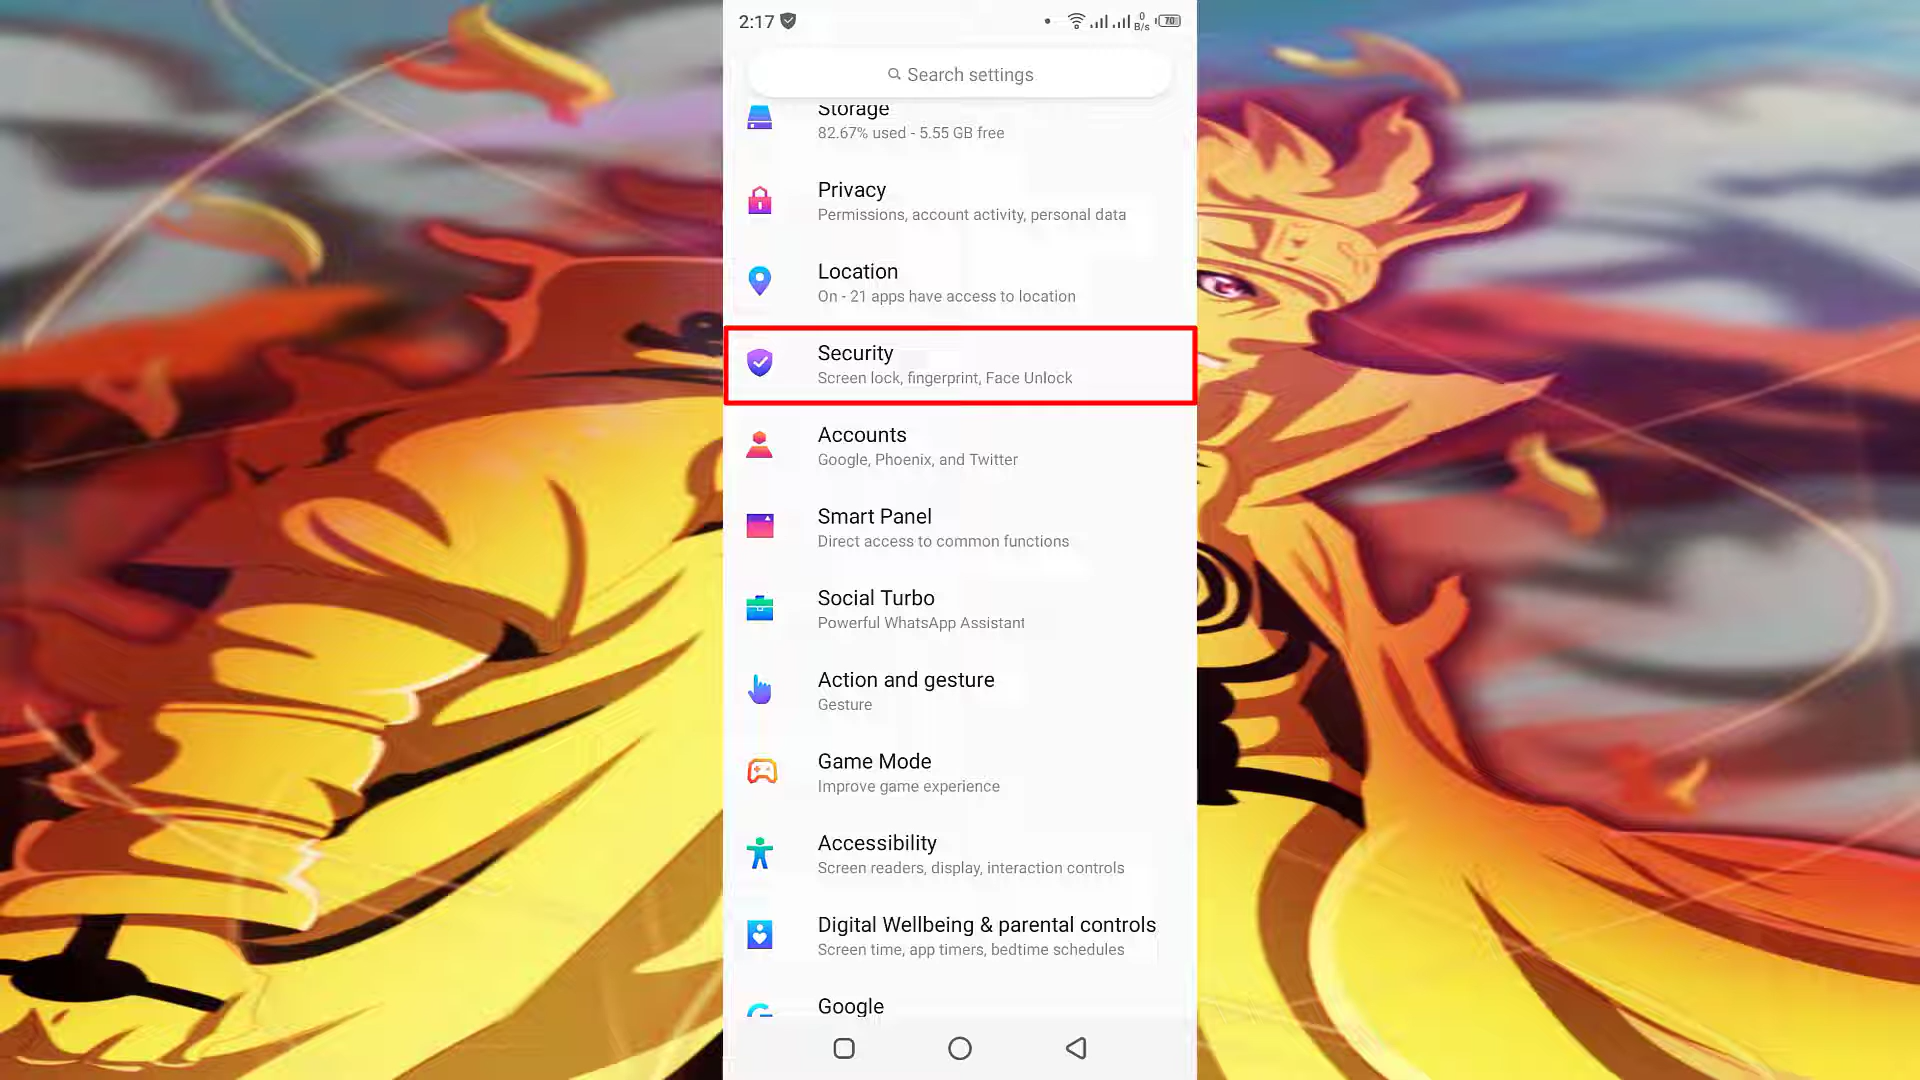 2:17
0
B/s
70
Search settings
Storage
82.67% used - 5.55 GB free
Privacy
Permissions, account activity, personal data
Location
On - 21 apps have access to location
Security
Screen lock, fingerprint, Face Unlock
Accounts
Google, Phoenix, and Twitter
Smart Panel
Direct access to common functions
Social Turbo
Powerful WhatsApp Assistant
Action and gesture
Gesture
Game Mode
Improve game experience
Accessibility
Screen readers, display, interaction controls
Digital Wellbeing & parental controls
Screen time, app timers, bedtime schedules
Google